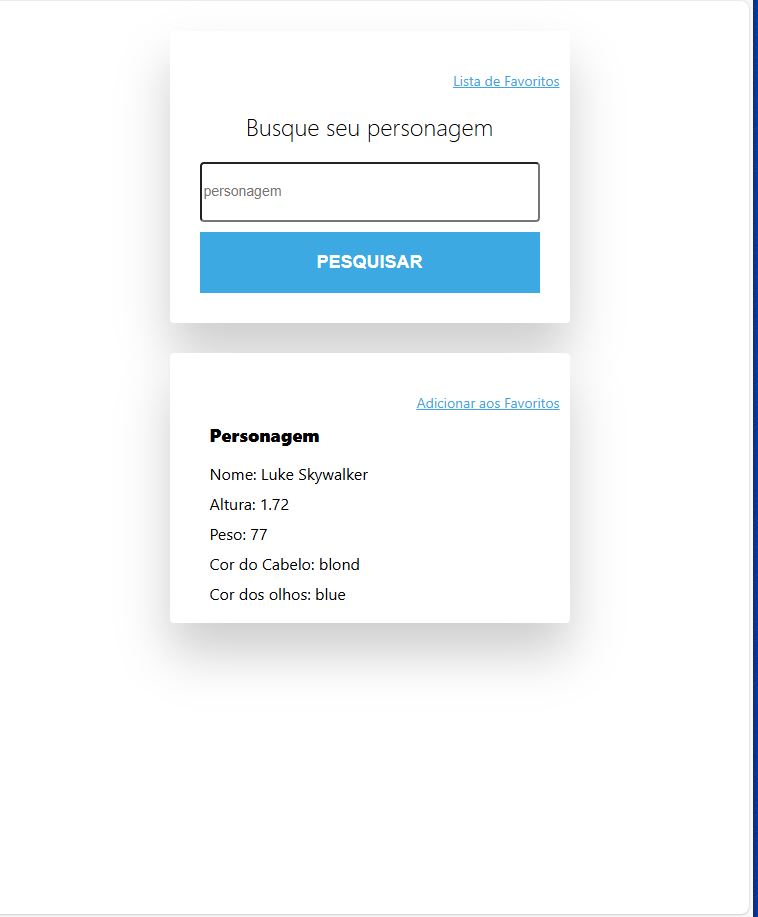 Lista de Favoritos
Busque seu personagem
personagem
PESQUISAR
Adicionar aos Favoritos
Personagem
Nome: Luke Skywalker
Altura: 1.72
Peso: 77
Cor do Cabelo: blond
Cor dos olhos: blue